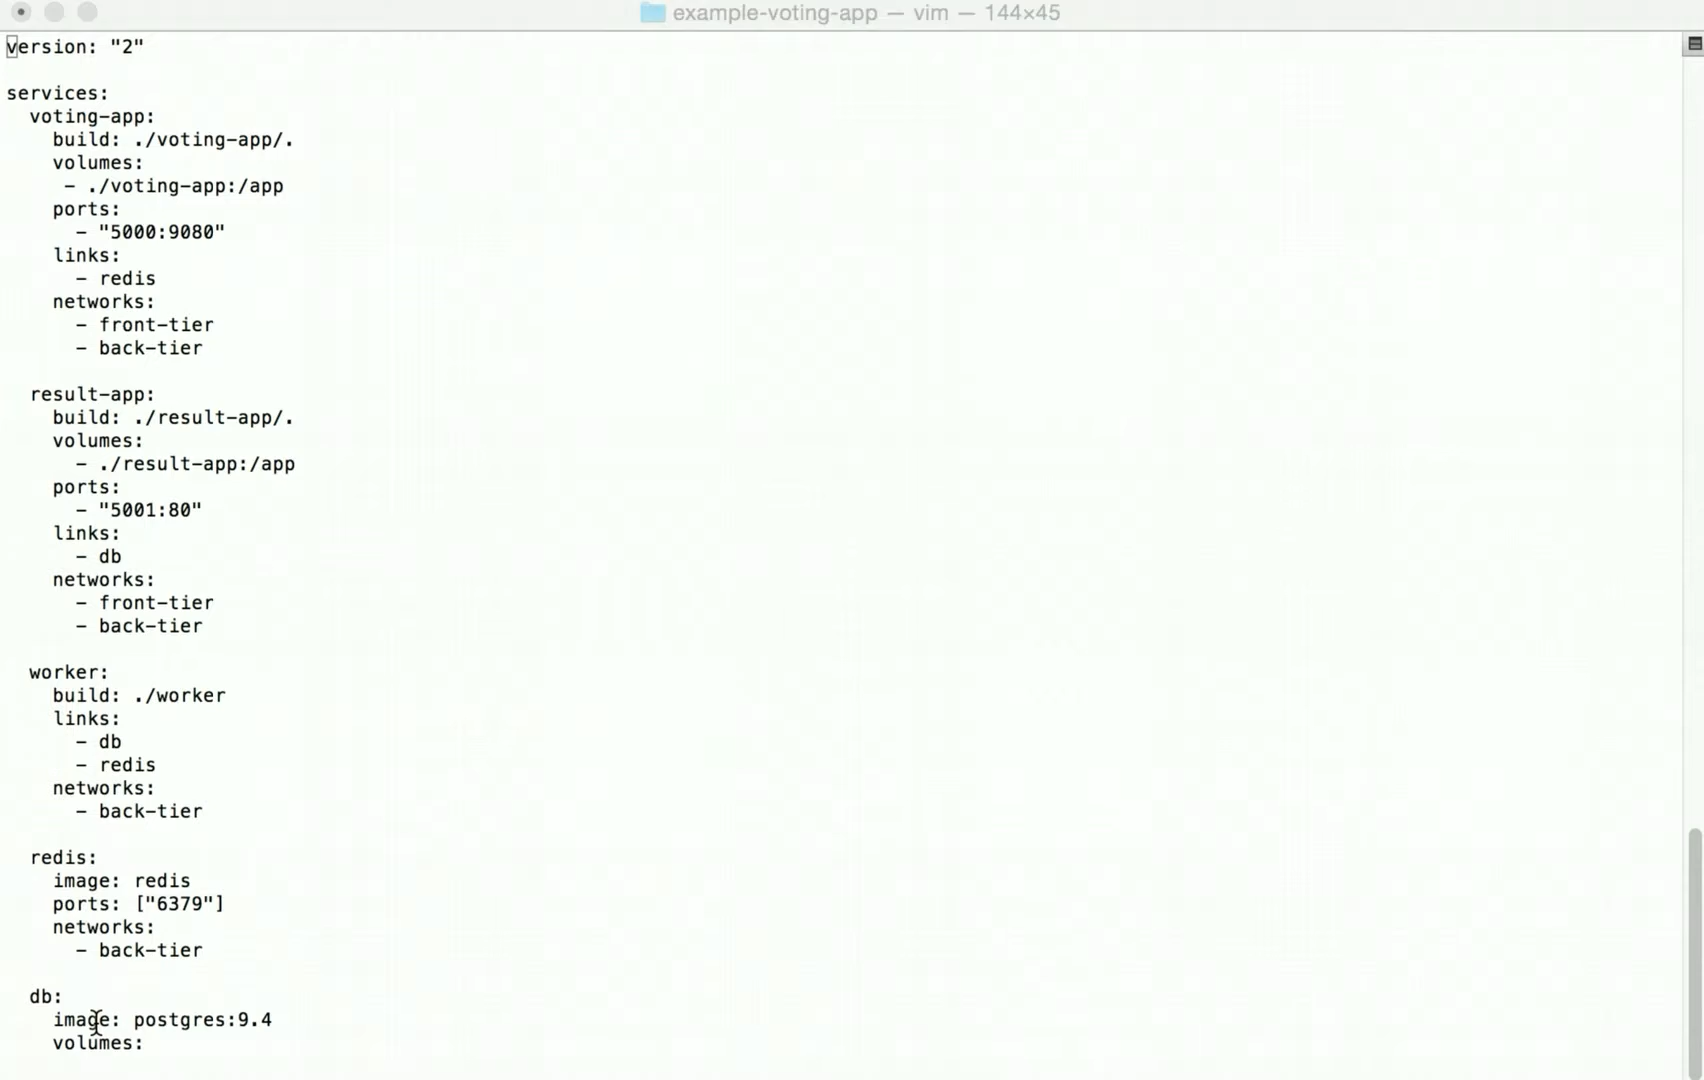 example-voting-app — vim — 144×45
version: "2"

services:
  voting-app:
    build: ./voting-app/.
    volumes:
     - ./voting-app:/app
    ports:
      - "5000:9080"
    links:
      - redis
    networks:
      - front-tier
      - back-tier

  result-app:
    build: ./result-app/.
    volumes:
      - ./result-app:/app
    ports:
      - "5001:80"
    links:
      - db
    networks:
      - front-tier
      - back-tier

  worker:
    build: ./worker
    links:
      - db
      - redis
    networks:
      - back-tier

  redis:
    image: redis
    ports: ["6379"]
    networks:
      - back-tier

  db:
    image: postgres:9.4
    volumes: